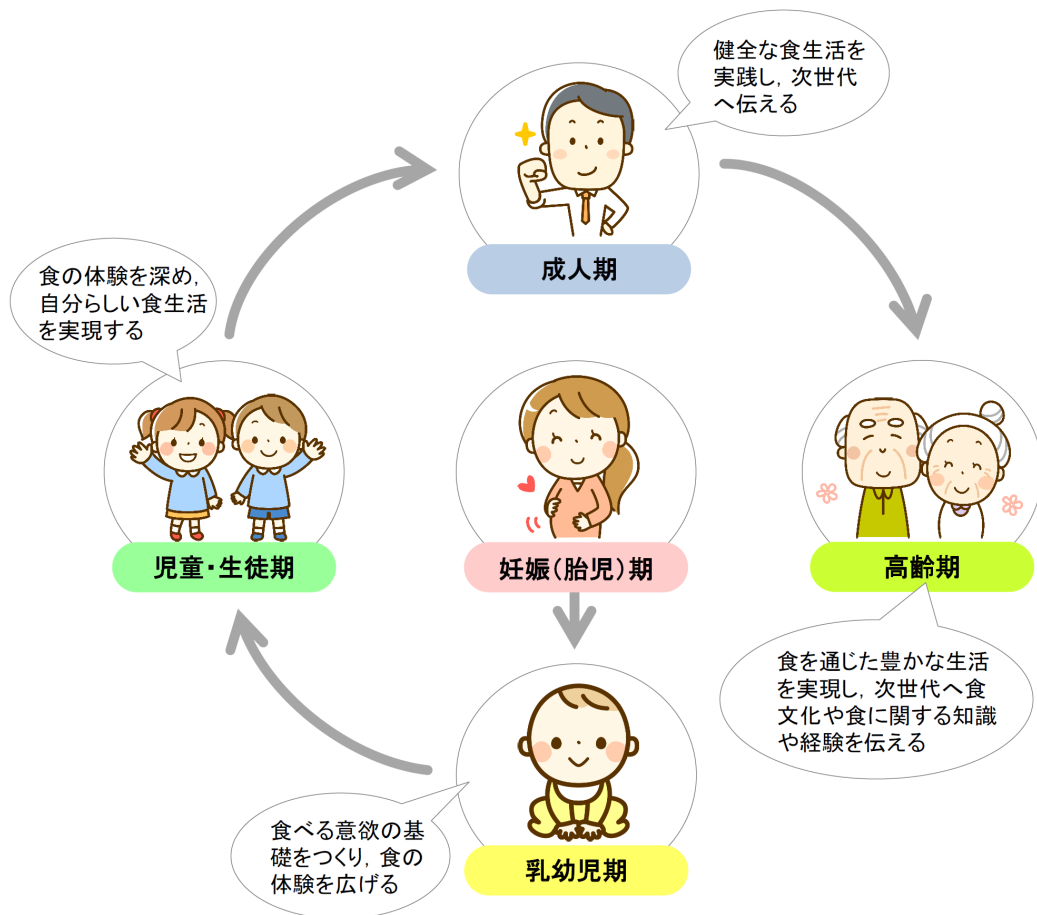 健全な食生活を
実践し，次世代
へ伝える
成人期
食の体験を深め，
自分らしい食生活
を実現する
児童・生徒期
妊娠（胎児）期
高齢期
食を通じた豊かな生活
を実現し，次世代へ食
文化や食に関する知識
や経験を伝える
食べる意欲の基
礎をつくり，食の
体験を広げる
乳幼児期